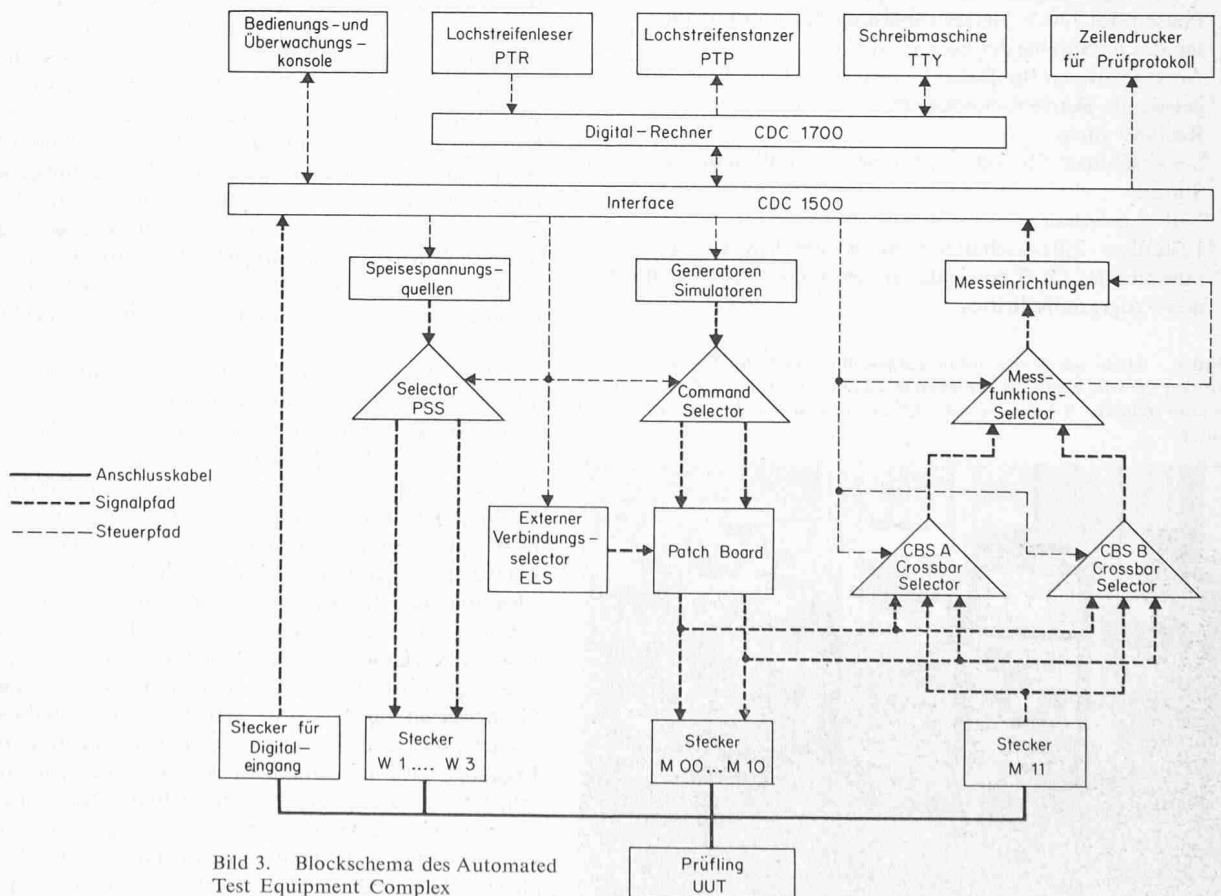 Bedienungs- und
Überwachungs-
konsole
Lochstreifenleser
PTR
Lochstreifenstanzer
PTP
Schreibmaschine
TTY
Zeilendrucker
für Prüfprotokoll
Digital-Rechner CDC 1700
Interface CDC 1500
Speisespannungs-
quellen
Generatoren
Simulatoren
Messeinrichtungen
Selector
PSS
Command
Selector
Mess-
funktions-
Selector
Anschlusskabel
Signalpfad
Steuerpfad
Externer
Verbindungs-
selector
ELS
Patch Board
CBS A
Crossbar
Selector
CBS B
Crossbar
Selector
Stecker für
Digital-
eingang
Stecker
W 1 .... W 3
Stecker
M 00 ... M 10
Stecker
M 11
Prüfling
UUT
Bild 3. Blockschema des Automated
Test Equipment Complex